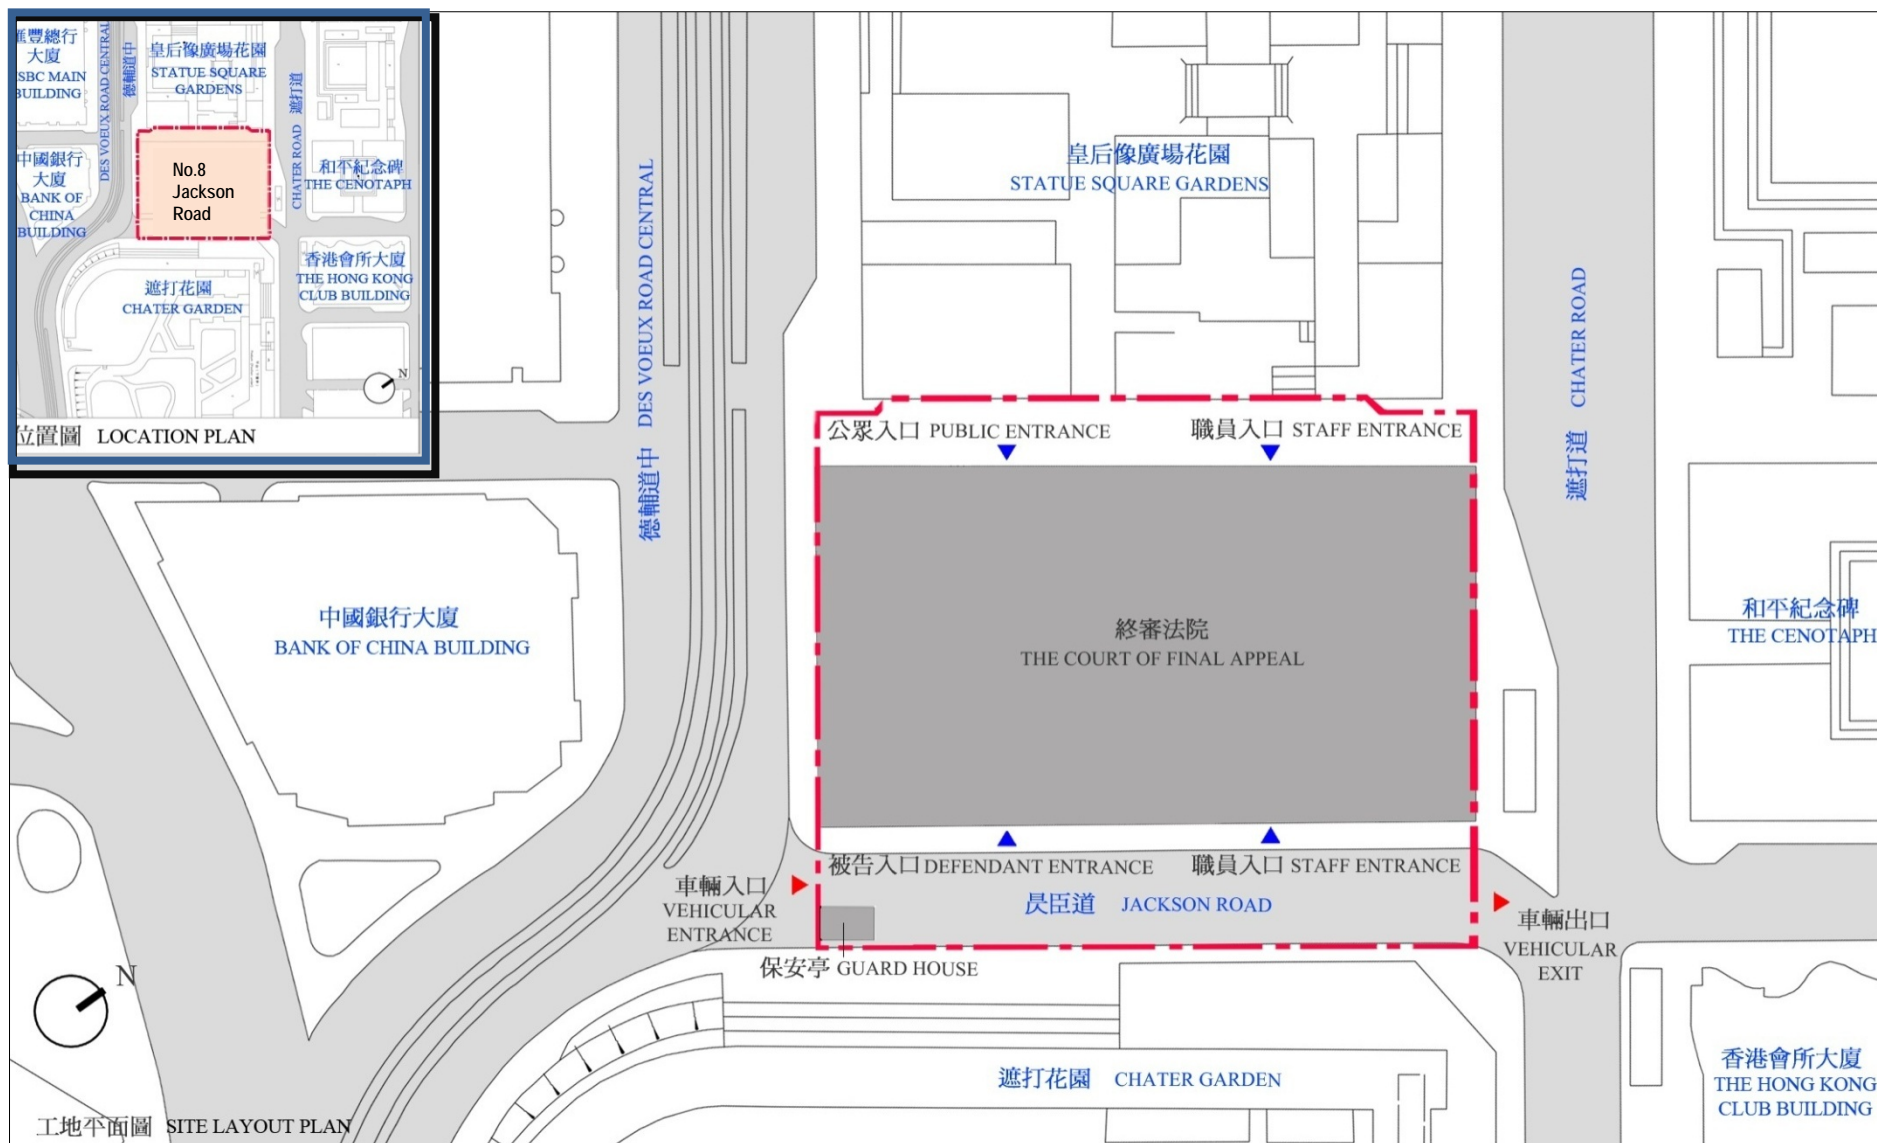 匯豐總行
大廈
SBC MAIN
BUILDING
DES VOEUX ROAD CENTRAL
德輔道中
皇后像廣場花園
STATUE SQUARE
GARDENS
遮打道
CHATER ROAD
中國銀行
大廈
BANK OF
CHINA
BUILDING
No.8
Jackson
Road
和平紀念碑
THE CENOTAPH
香港會所大廈
THE HONG KONG
CLUB BUILDING
遮打花園
CHATER GARDEN
N
位置圖 LOCATION PLAN
皇后像廣場花園
STATUE SQUARE GARDENS
德輔道中 DES VOEUX ROAD CENTRAL
遮打道 CHATER ROAD
公眾入口 PUBLIC ENTRANCE
職員入口 STAFF ENTRANCE
中國銀行大廈
BANK OF CHINA BUILDING
終審法院
THE COURT OF FINAL APPEAL
和平紀念碑
THE CENOTAPH
被告入口 DEFENDANT ENTRANCE
職員入口 STAFF ENTRANCE
車輛入口
VEHICULAR
ENTRANCE
昃臣道 JACKSON ROAD
車輛出口
VEHICULAR
EXIT
保安亭 GUARD HOUSE
N
遮打花園 CHATER GARDEN
香港會所大廈
THE HONG KONG
CLUB BUILDING
工地平面圖 SITE LAYOUT PLAN